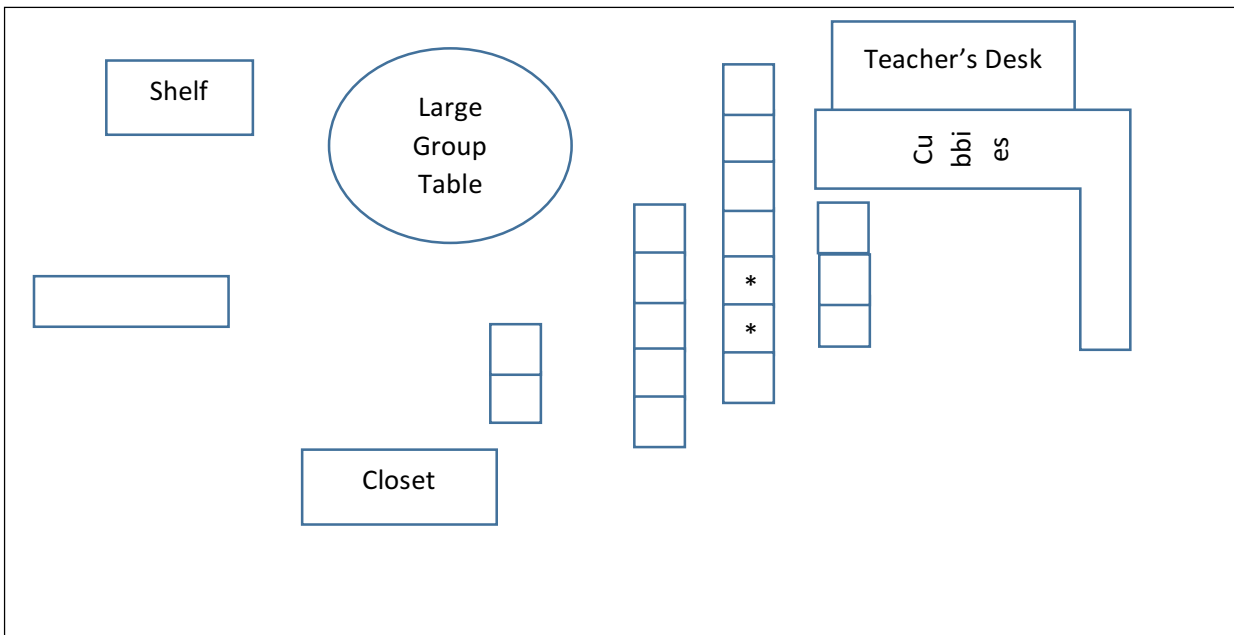 Shelf
Large
Group
Table
Teacher's Desk
Cu
bbi
es
*
*
Closet